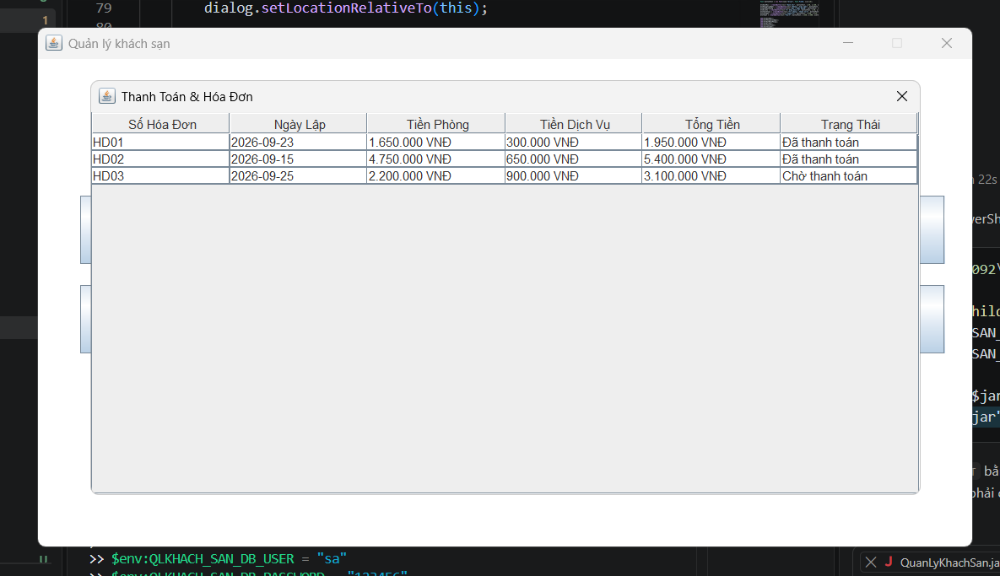 79 dialog.setLocationRelativeTo(this);
1
80
Quản lý khách sạn
Thanh Toán & Hóa Đơn
Số Hóa Đơn Ngày Lập Tiền Phòng Tiền Dịch Vụ Tổng Tiền Trạng Thái
HD01 2026-09-23 1.650.000 VNĐ 300.000 VNĐ 1.950.000 VNĐ Đã thanh toán
HD02 2026-09-15 4.750.000 VNĐ 650.000 VNĐ 5.400.000 VNĐ Đã thanh toán
HD03 2026-09-25 2.200.000 VNĐ 900.000 VNĐ 3.100.000 VNĐ Chờ thanh toán
22s
verSh
092\
hild
SAN_
SAN_
$jar
jar"
bằ
phải
>> $env:QLKHACH_SAN_DB_USER = "sa"
>> $env:QLKHACH_SAN_DB_PASSWORD = "123456"
U
J QuanLyKhachSan.ja